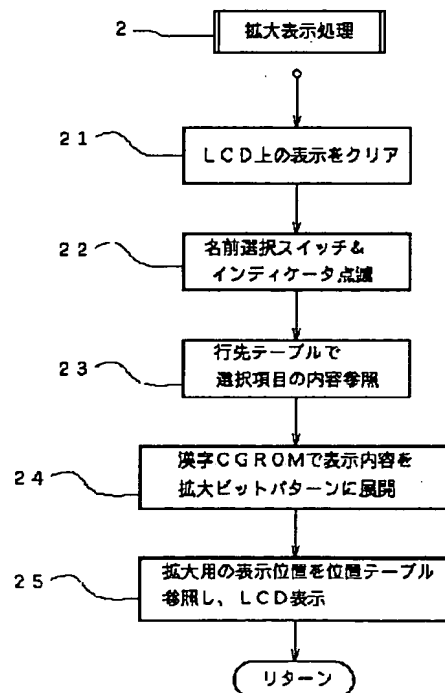 2 拡大表示処理
21 LCD上の表示をクリア
22 名前選択スイッチ&
インディケータ点滅
23 行先テーブルで
選択項目の内容参照
24 漢字CGROMで表示内容を
拡大ビットパターンに展開
25 拡大用の表示位置を位置テーブル
参照し、LCD表示
リターン